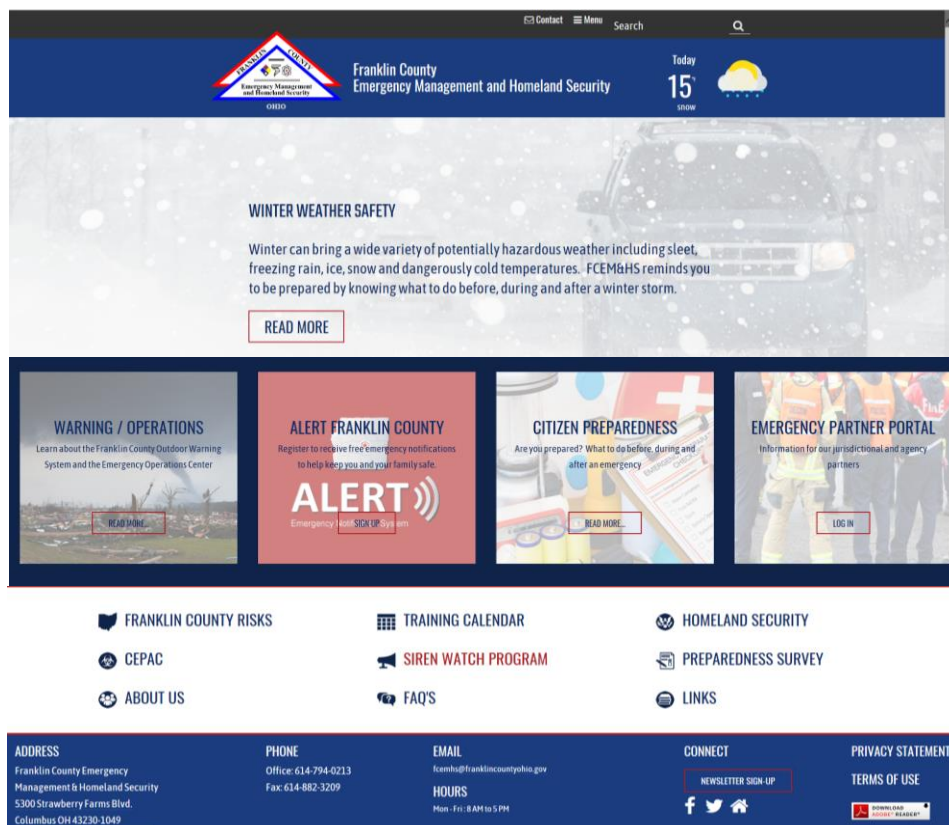 Contact Menu Search
FRANKLIN COUNTY
Emergency Management
and Homeland Security
OHIO
Franklin County
Emergency Management and Homeland Security
Today
15°
snow
WINTER WEATHER SAFETY
Winter can bring a wide variety of potentially hazardous weather including sleet,
freezing rain, ice, snow and dangerously cold temperatures. FCEM&HS reminds you
to be prepared by knowing what to do before, during and after a winter storm.
READ MORE
WARNING / OPERATIONS
Learn about the Franklin County Outdoor Warning
System and the Emergency Operations Center
READ MORE...
ALERT FRANKLIN COUNTY
Register to receive free emergency notifications
to help keep you and your family safe.
ALERT
Emergency Notification System
SIGN UP
CITIZEN PREPAREDNESS
Are you prepared? What to do before, during and
after an emergency
EMERGENCY CHECKLIST
READ MORE...
EMERGENCY PARTNER PORTAL
Information for our jurisdictional and agency
partners
LOG IN
FRANKLIN COUNTY RISKS
TRAINING CALENDAR
HOMELAND SECURITY
CEPAC
SIREN WATCH PROGRAM
PREPAREDNESS SURVEY
ABOUT US
FAQ'S
LINKS
ADDRESS
Franklin County Emergency
Management & Homeland Security
5300 Strawberry Farms Blvd.
Columbus OH 43230-1049
PHONE
Office: 614-794-0213
Fax: 614-882-3209
EMAIL
fcemhs@franklincountyohio.gov
HOURS
Mon - Fri : 8 AM to 5 PM
CONNECT
NEWSLETTER SIGN-UP
PRIVACY STATEMENT
TERMS OF USE
DOWNLOAD
ADOBE® READER®